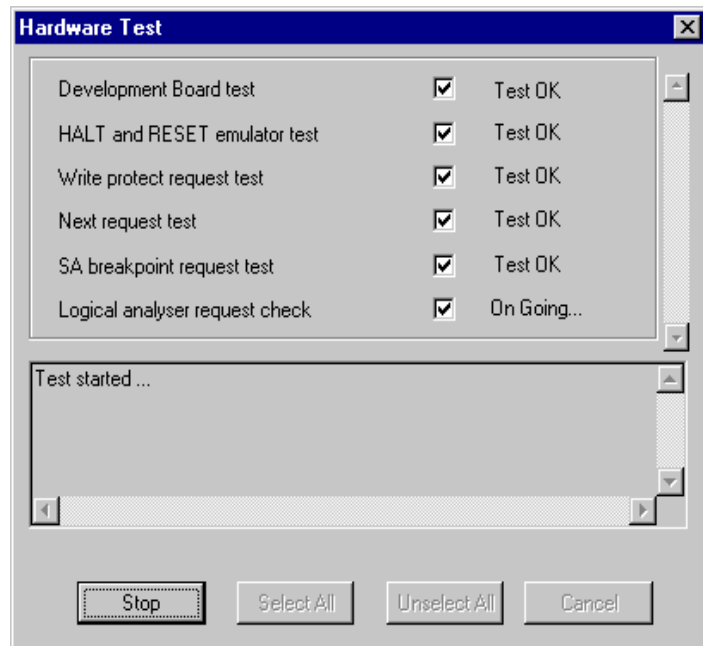 Hardware Test
Development Board test Test OK
HALT and RESET emulator test Test OK
Write protect request test Test OK
Next request test Test OK
SA breakpoint request test Test OK
Logical analyser request check On Going...
Test started ...
Stop Select All Unselect All Cancel